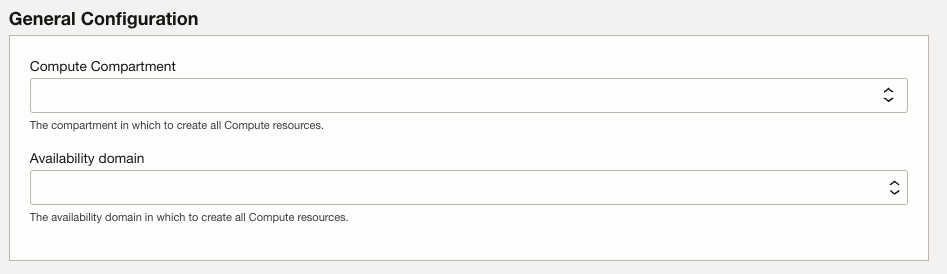 General Configuration
Compute Compartment
The compartment in which to create all Compute resources.
Availability domain
The availability domain in which to create all Compute resources.